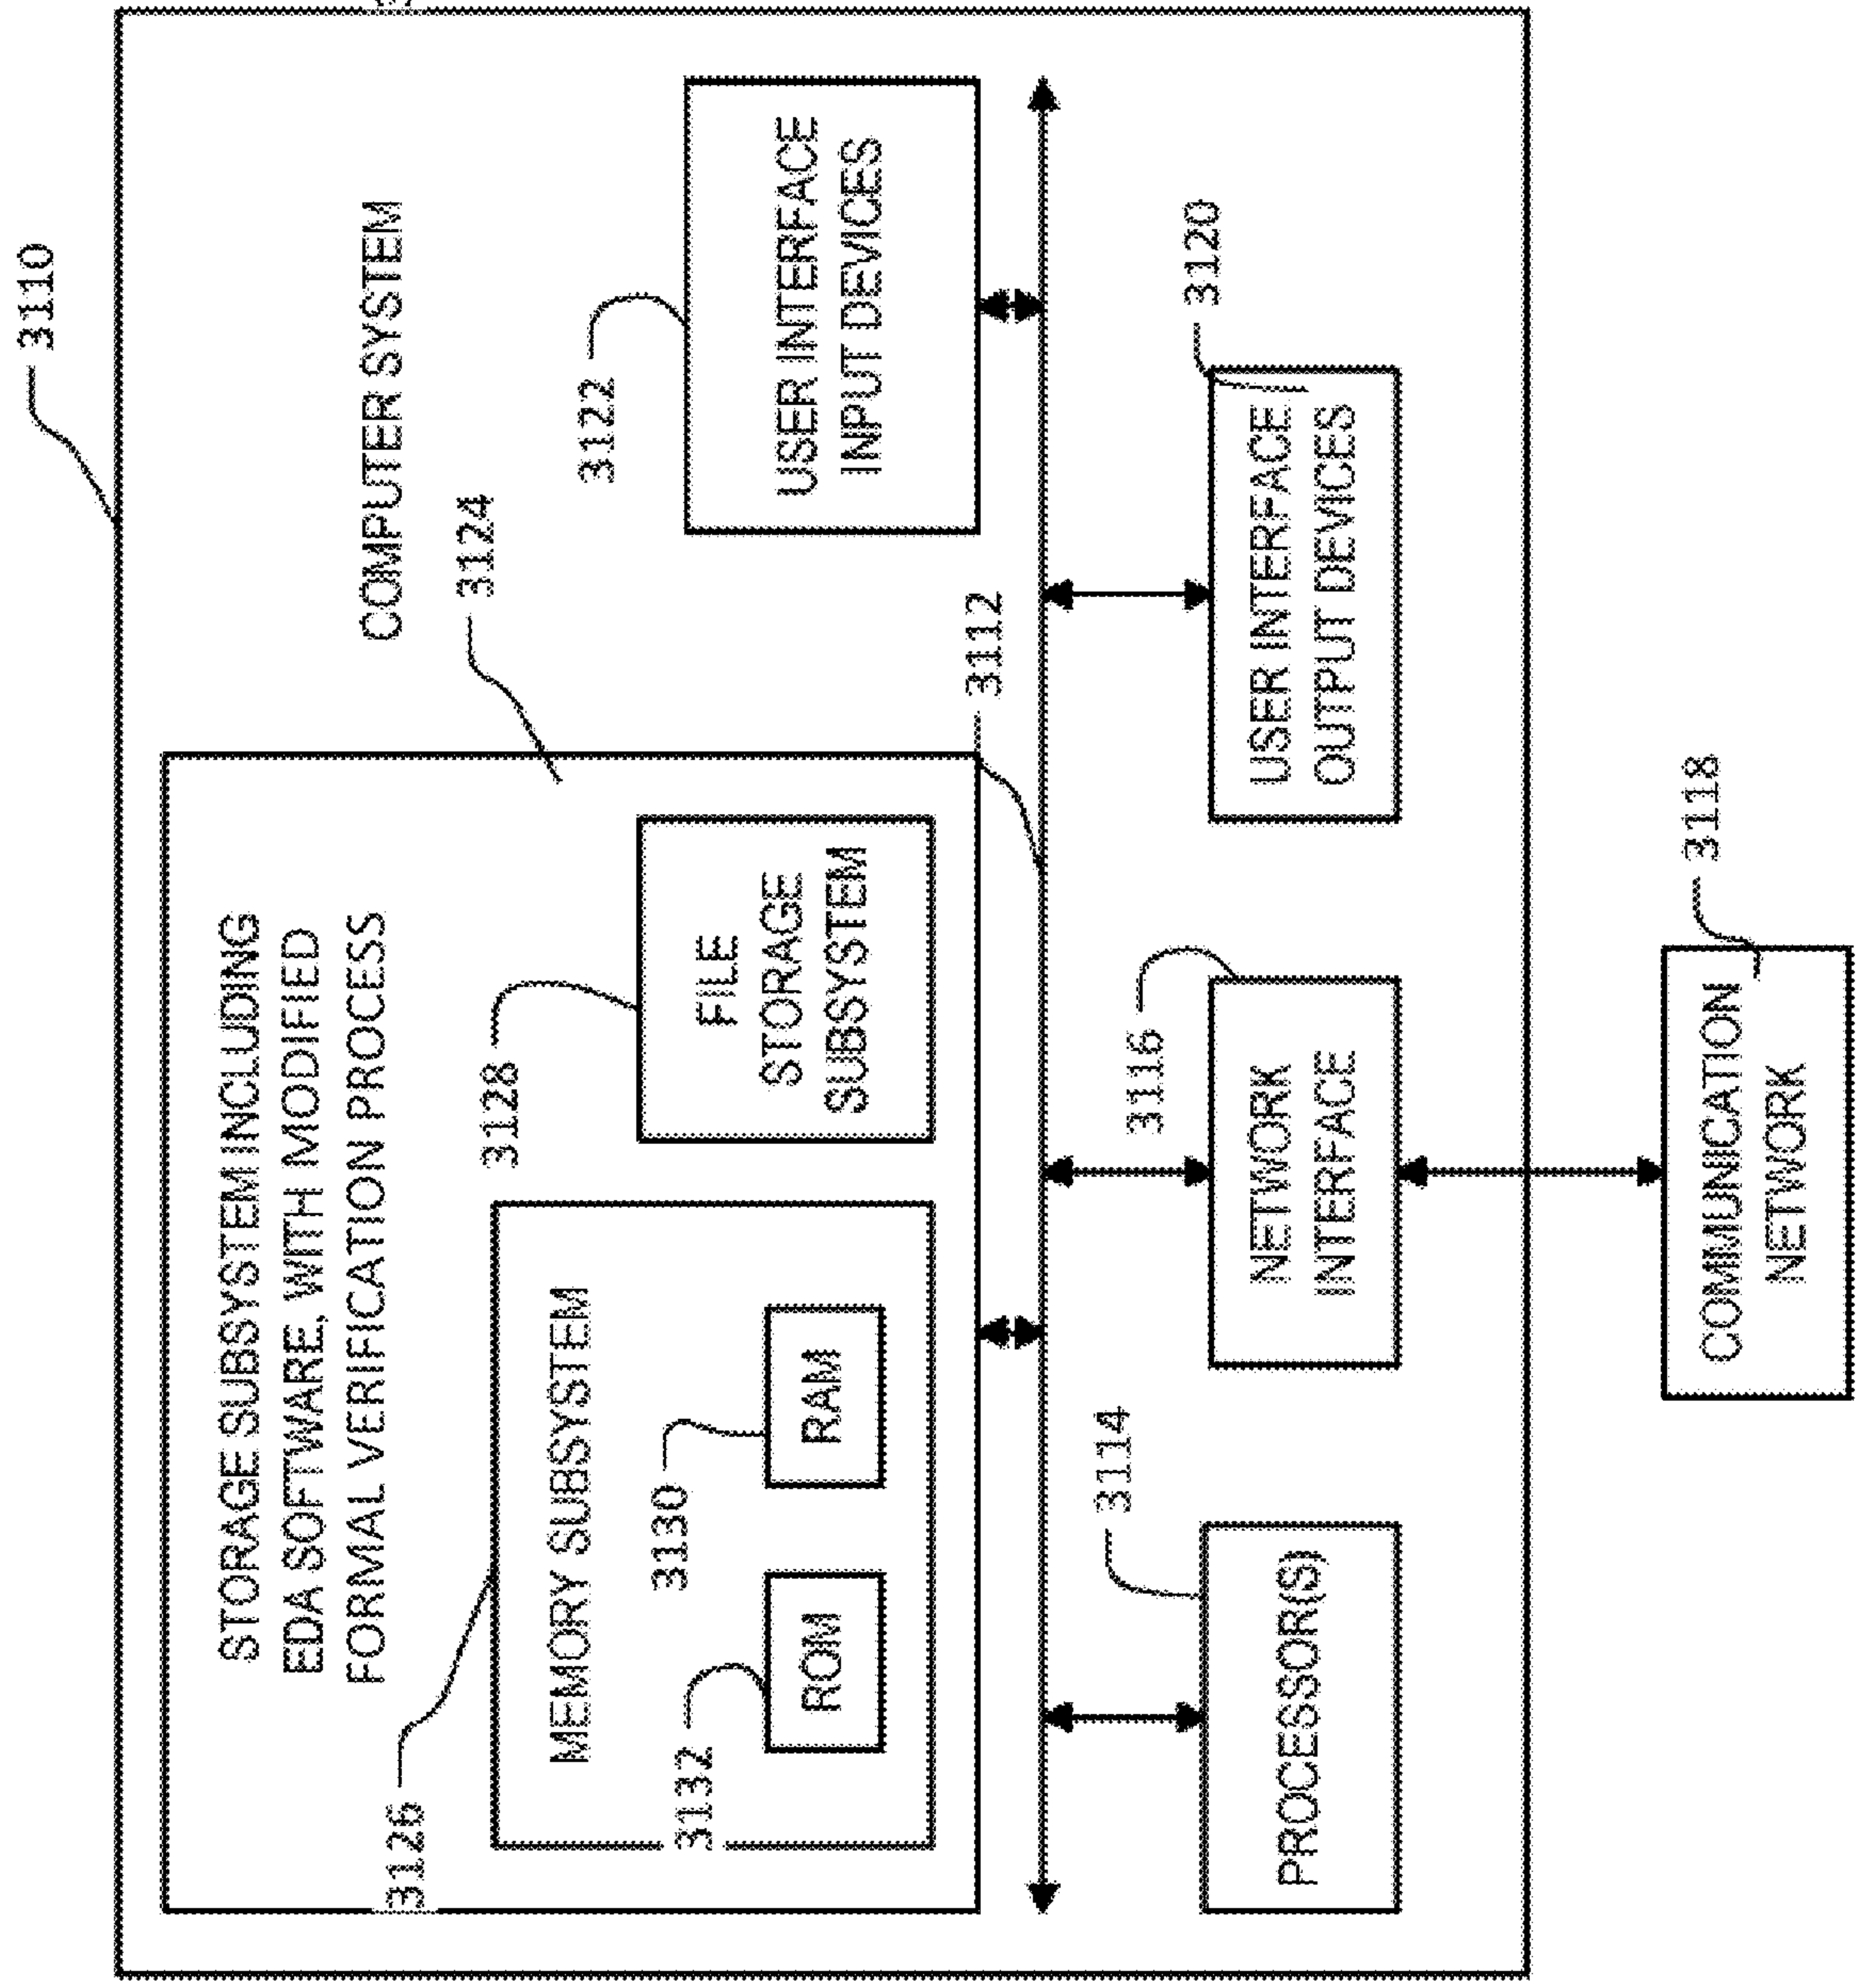 3110
COMPUTER SYSTEM
STORAGE SUBSYSTEM INCLUDING
EDA SOFTWARE, WITH MODIFIED
FORMAL VERIFICATION PROCESS
3124
3126
MEMORY SUBSYSTEM
3132
ROM
3130
RAM
3128
FILE
STORAGE
SUBSYSTEM
3122
USER INTERFACE
INPUT DEVICES
3112
3114
PROCESSOR(S)
3116
NETWORK
INTERFACE
3120
USER INTERFACE
OUTPUT DEVICES
3118
COMMUNICATION
NETWORK